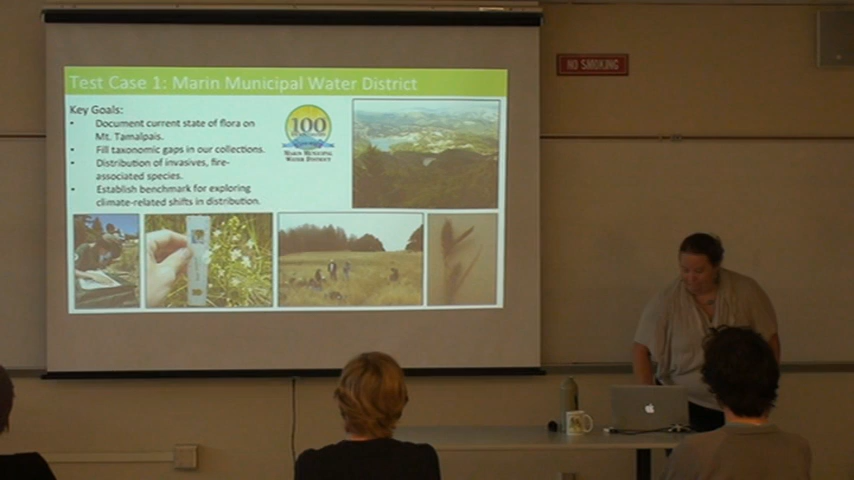 Test Case 1: Marin Municipal Water District
Key Goals:
• Document current state of flora on
Mt. Tamalpais.
• Fill taxonomic gaps in our collections.
• Distribution of invasives, fire-
associated species.
• Establish benchmark for exploring
climate-related shifts in distribution.
100
MARIN MUNICIPAL
WATER DISTRICT
NO SMOKING